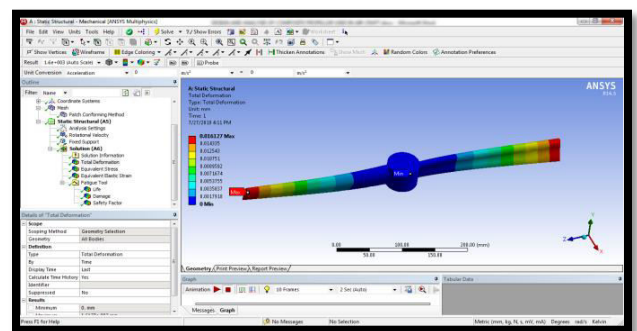 A : Static Structural - Mechanical [ANSYS Multiphysics]
File Edit View Units Tools Help Solve Show Errors
Show Vertices Wireframe Edge Coloring Thicken Annotations Random Colors Annotation Preferences
Result 1.6e+003 (Auto Scale) Probe
Unit Conversion Acceleration
Outline
Filter: Name
Coordinate Systems
Mesh
Patch Conforming Method
Static Structural (A5)
Analysis Settings
Rotational Velocity
Fixed Support
Solution (A6)
Solution Information
Total Deformation
Equivalent Stress
Equivalent Elastic Strain
Fatigue Tool
Life
Damage
Safety Factor
Details of "Total Deformation"
Scope
Scoping Method Geometry Selection
Geometry All Bodies
Definition
Type Total Deformation
By Time
Display Time Last
Calculate Time History Yes
Identifier
Suppressed No
Results
Minimum 0. mm
A: Static Structural
Total Deformation
Type: Total Deformation
Unit: mm
Time: 1
0.016127 Max
0.014335
0.012543
0.010751
0.0071674
0.0053755
0.0035837
0.0017918
0 Min
Max
Min
ANSYS
0.00 100.00 200.00 (mm)
50.00 150.00
Y
Z
X
Geometry Print Preview Report Preview
Graph
Tabular Data
Animation 10 Frames 2 Sec (Auto)
Messages Graph
Press F1 for Help No Messages No Selection Metric (mm, kg, N, s, mV, mA) Degrees rad/s Kelvin